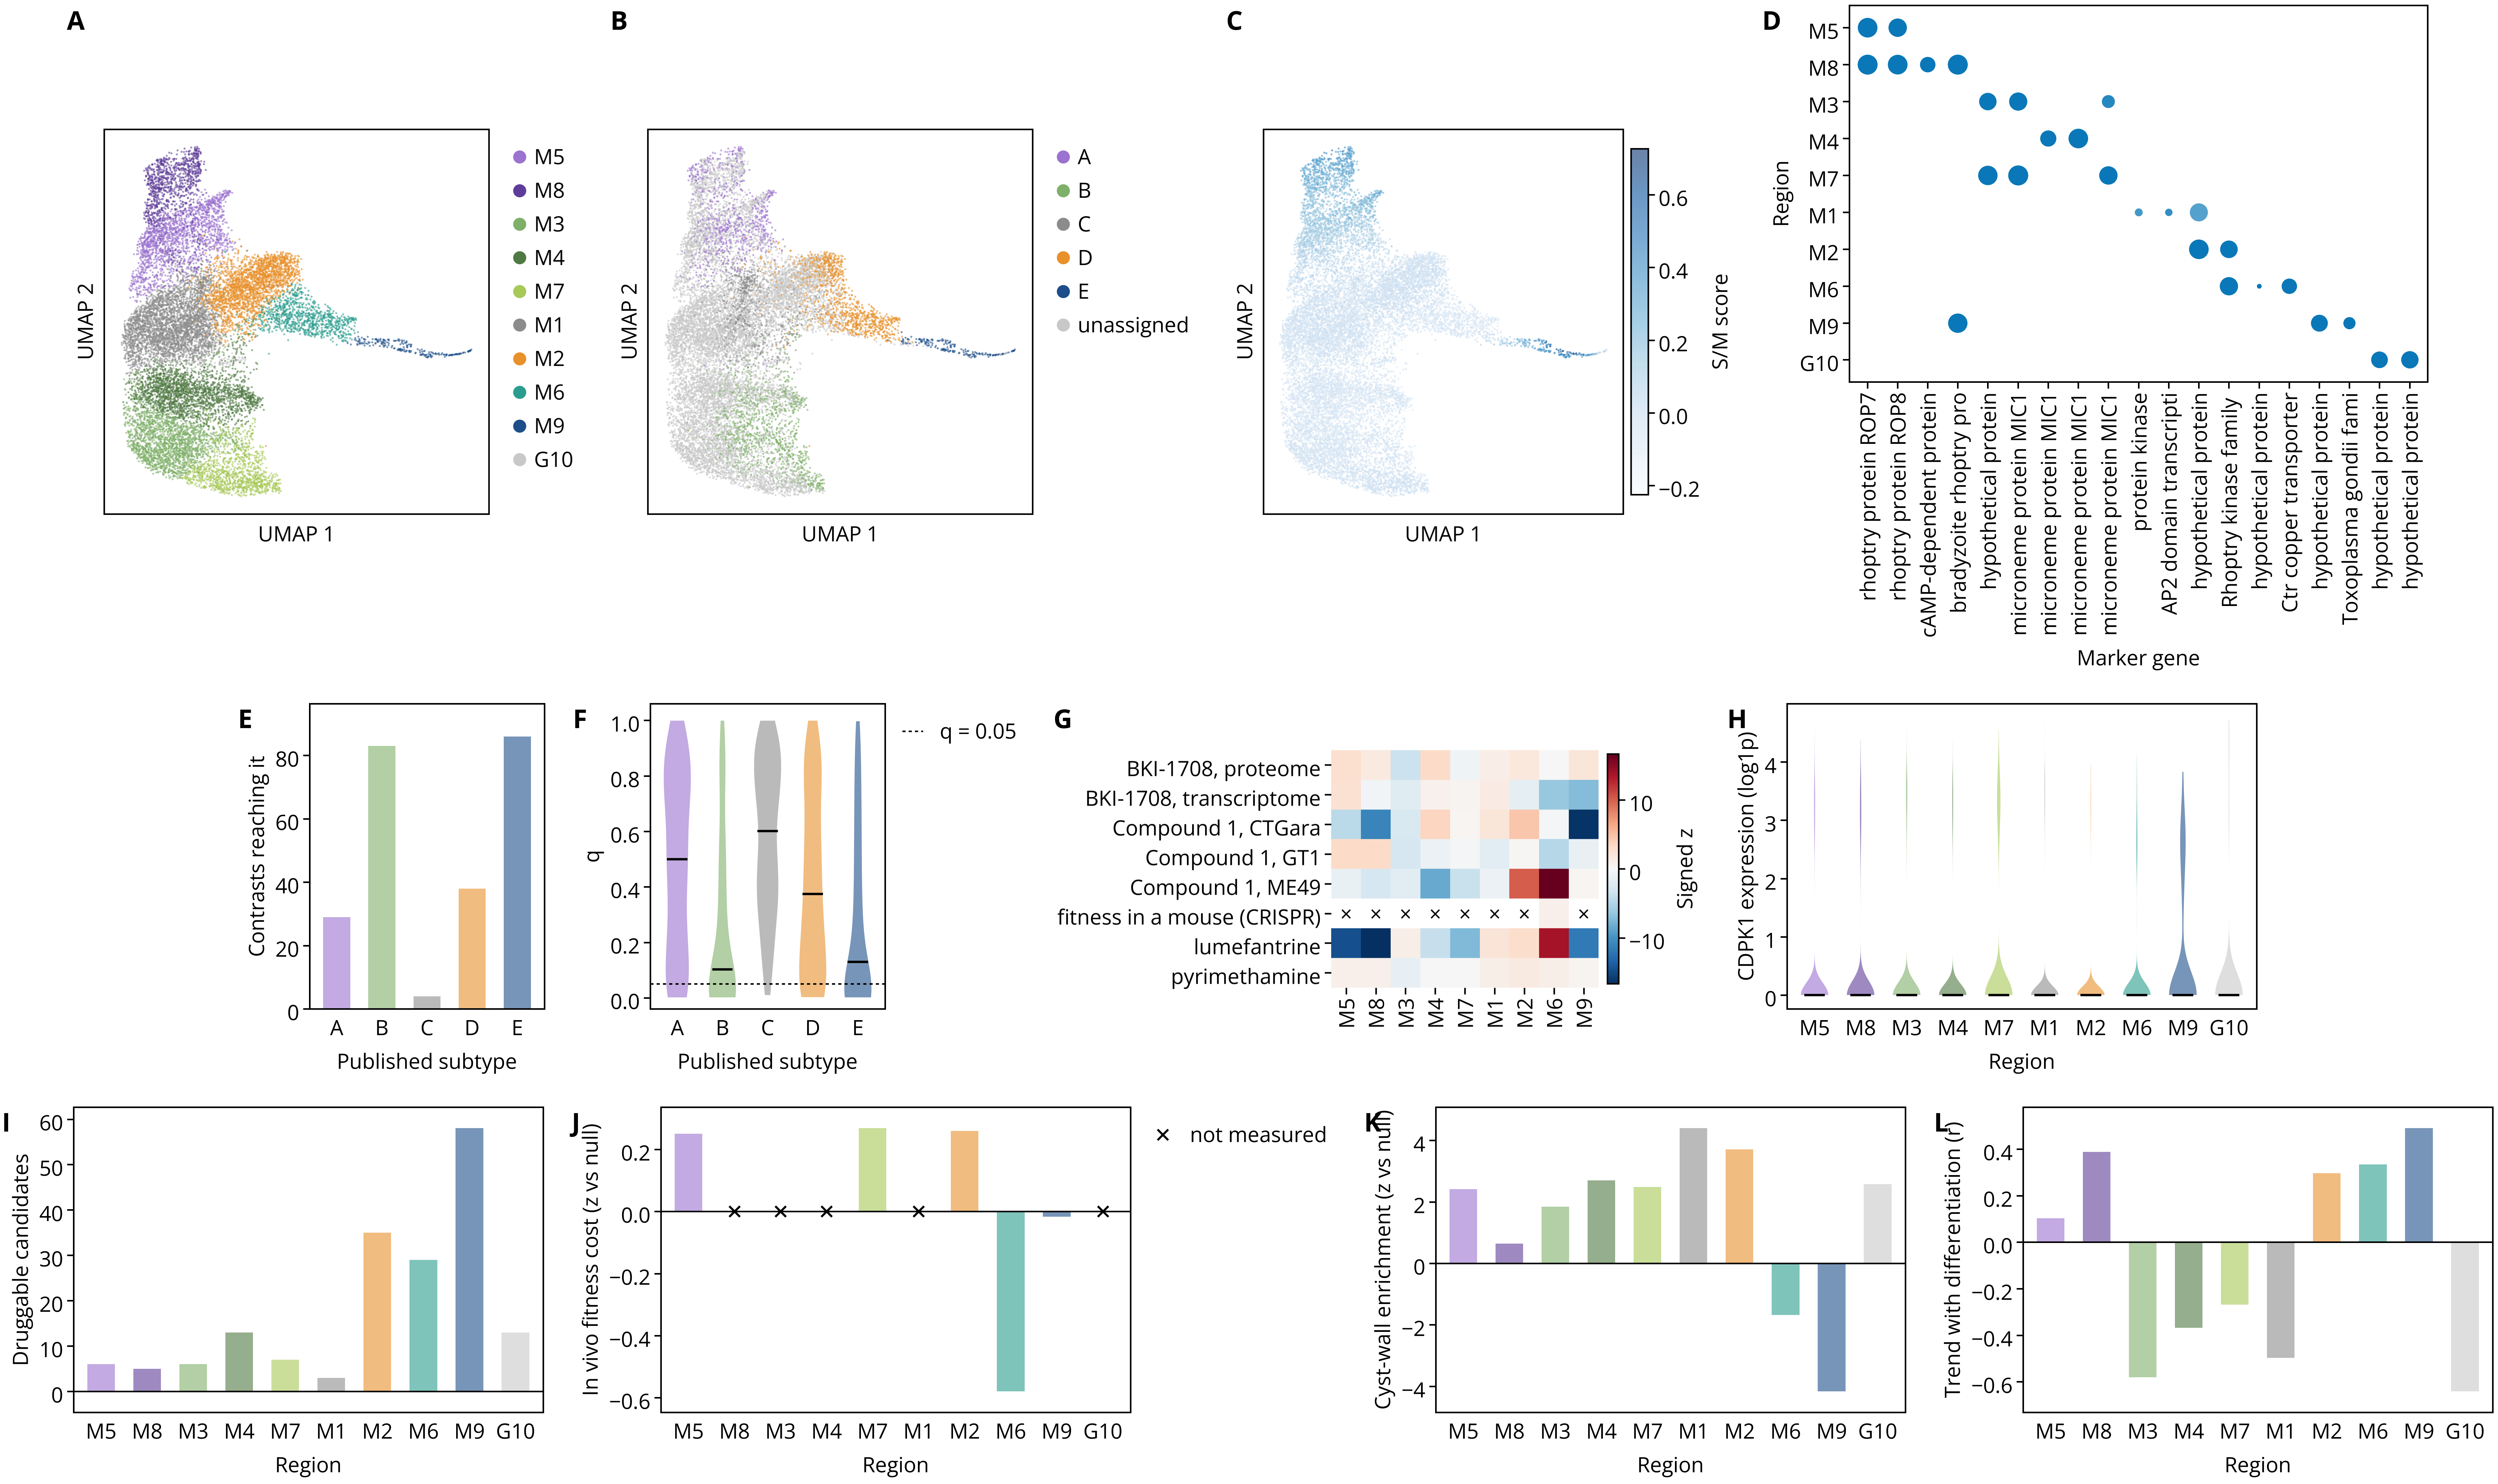 A
UMAP 2
UMAP 1
M5
M8
M3
M4
M7
M1
M2
M6
M9
G10
B
UMAP 2
UMAP 1
A
B
C
D
E
unassigned
C
UMAP 2
UMAP 1
0.6
0.4
0.2
0.0
−0.2
S/M score
D
Region
M5
M8
M3
M4
M7
M1
M2
M6
M9
G10
rhoptry protein ROP7
rhoptry protein ROP8
cAMP-dependent protein
bradyzoite rhoptry pro
hypothetical protein
microneme protein MIC1
microneme protein MIC1
microneme protein MIC1
microneme protein MIC1
protein kinase
AP2 domain transcripti
hypothetical protein
Rhoptry kinase family
hypothetical protein
Ctr copper transporter
hypothetical protein
Toxoplasma gondii fami
hypothetical protein
hypothetical protein
Marker gene
E
Contrasts reaching it
80
60
40
20
0
A B C D E
Published subtype
F
q
1.0
0.8
0.6
0.4
0.2
0.0
A B C D E
Published subtype
q = 0.05
G
BKI-1708, proteome
BKI-1708, transcriptome
Compound 1, CTGara
Compound 1, GT1
Compound 1, ME49
fitness in a mouse (CRISPR)
lumefantrine
pyrimethamine
M5 M8 M3 M4 M7 M1 M2 M6 M9
10
0
−10
Signed z
H
CDPK1 expression (log1p)
4
3
2
1
0
M5 M8 M3 M4 M7 M1 M2 M6 M9 G10
Region
I
Druggable candidates
60
50
40
30
20
10
0
M5 M8 M3 M4 M7 M1 M2 M6 M9 G10
Region
J
In vivo fitness cost (z vs null)
0.2
0.0
−0.2
−0.4
−0.6
M5 M8 M3 M4 M7 M1 M2 M6 M9 G10
Region
not measured
K
Cyst-wall enrichment (z vs null)
4
2
0
−2
−4
M5 M8 M3 M4 M7 M1 M2 M6 M9 G10
Region
L
Trend with differentiation (r)
0.4
0.2
0.0
−0.2
−0.4
−0.6
M5 M8 M3 M4 M7 M1 M2 M6 M9 G10
Region